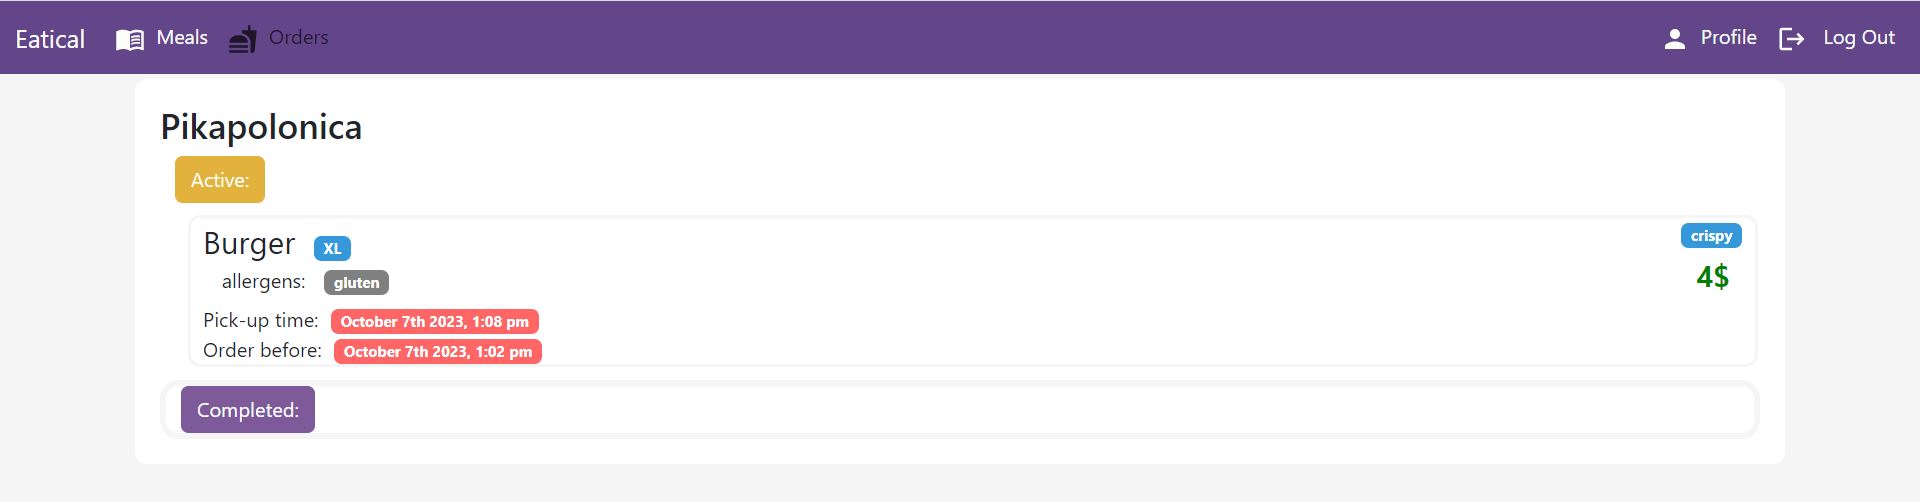 Eatical Meals Orders Profile Log Out
Pikapolonica
Active:
Burger XL crispy
allergens: gluten 4$
Pick-up time: October 7th 2023, 1:08 pm
Order before: October 7th 2023, 1:02 pm
Completed: